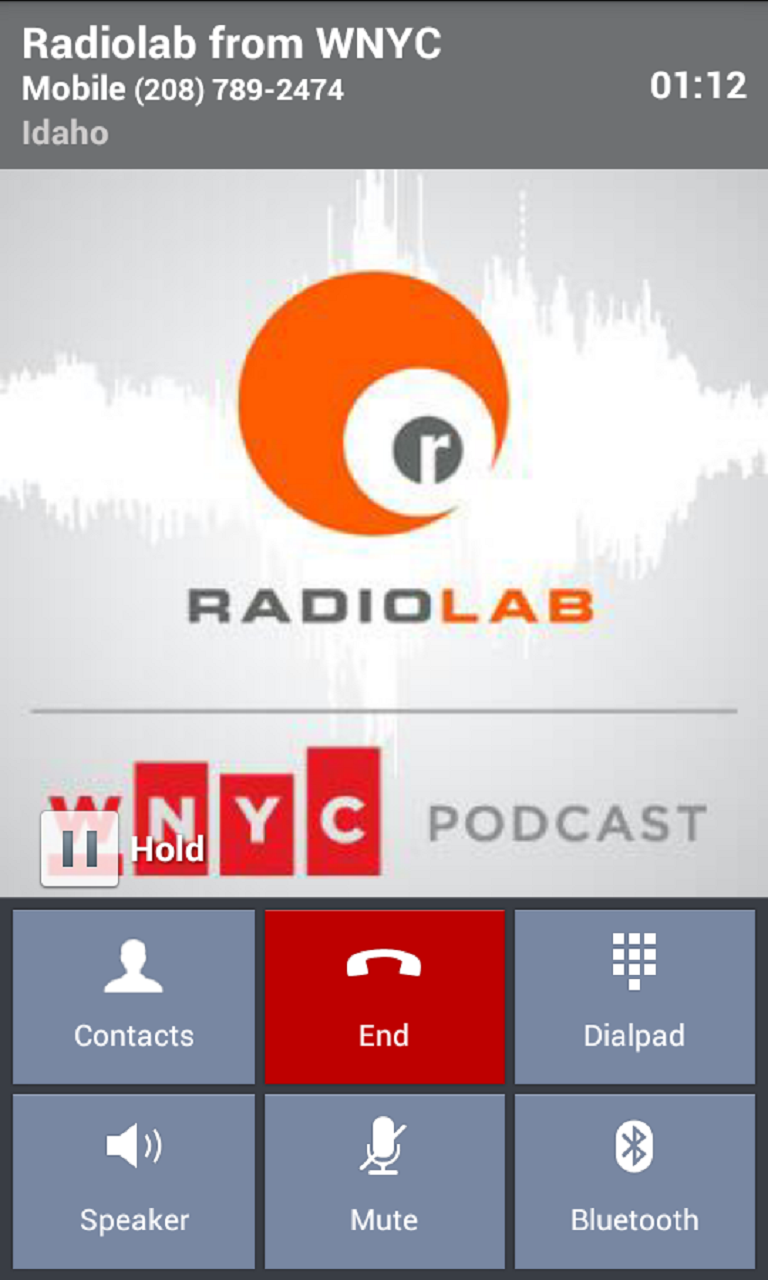 Radiolab from WNYC
Mobile (208) 789-2474
01:12
Idaho
r
RADIOLAB
WNYC PODCAST
Hold
Contacts
End
Dialpad
Speaker
Mute
Bluetooth